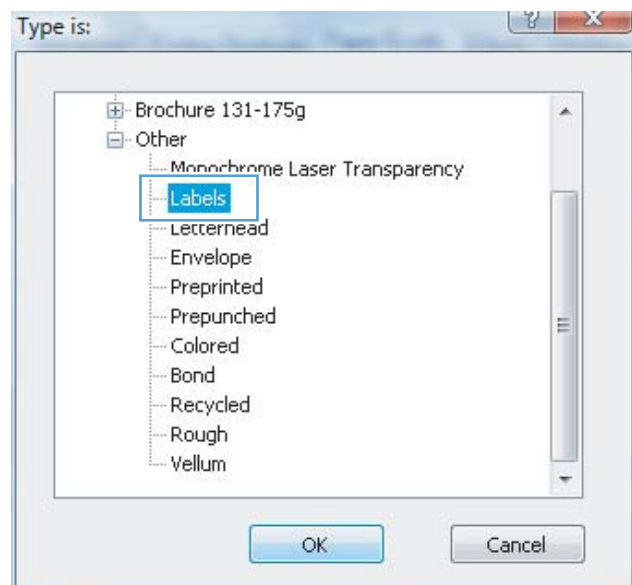 Type is:
Brochure 131-175g
Other
Monochrome Laser Transparency
Labels
Letterhead
Envelope
Preprinted
Prepunched
Colored
Bond
Recycled
Rough
Vellum
OK Cancel